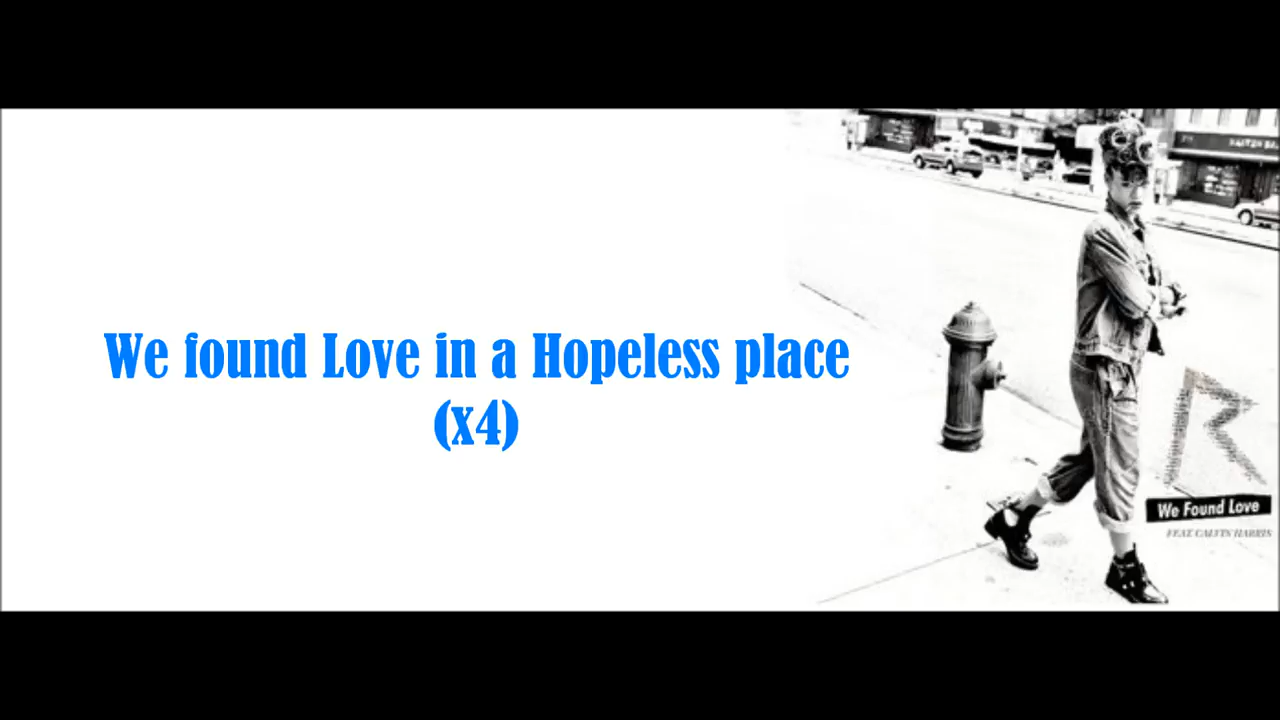 We found Love in a Hopeless place
(x4)
R
We Found Love
FEAT. CALVIN HARRIS